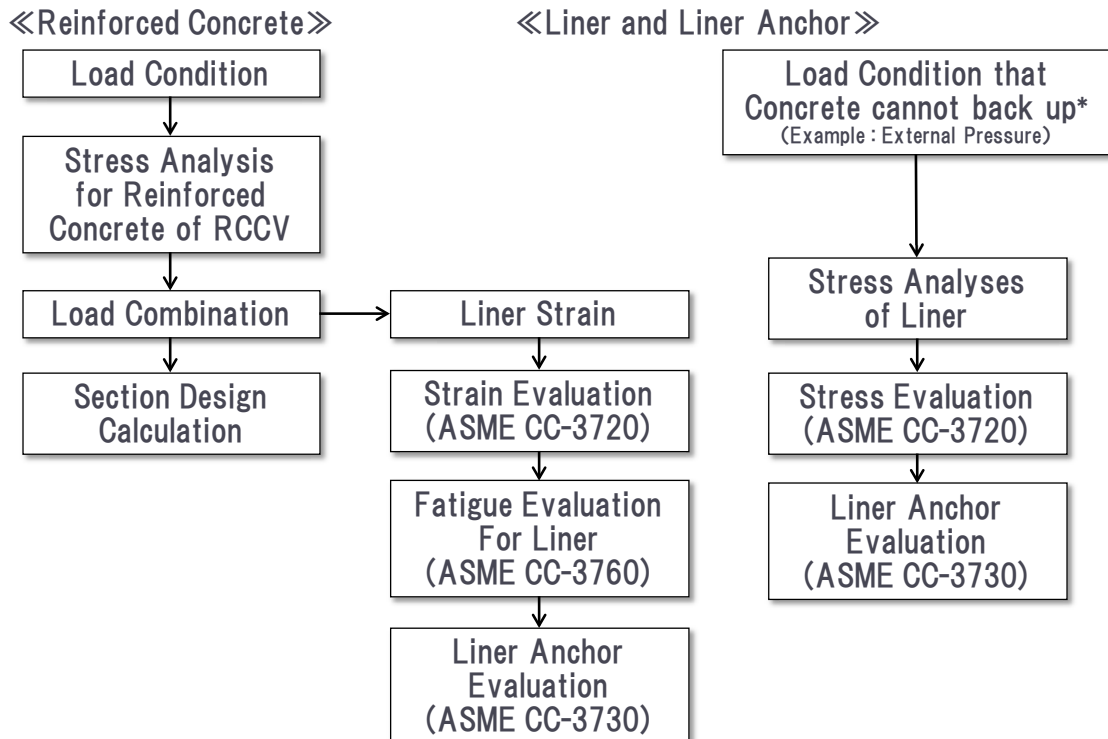 ≪Reinforced Concrete≫
Load Condition
Stress Analysis
for Reinforced
Concrete of RCCV
Load Combination
Section Design
Calculation
≪Liner and Liner Anchor≫
Liner Strain
Strain Evaluation
(ASME CC-3720)
Fatigue Evaluation
For Liner
(ASME CC-3760)
Liner Anchor
Evaluation
(ASME CC-3730)
Load Condition that
Concrete cannot back up*
(Example : External Pressure)
Stress Analyses
of Liner
Stress Evaluation
(ASME CC-3720)
Liner Anchor
Evaluation
(ASME CC-3730)